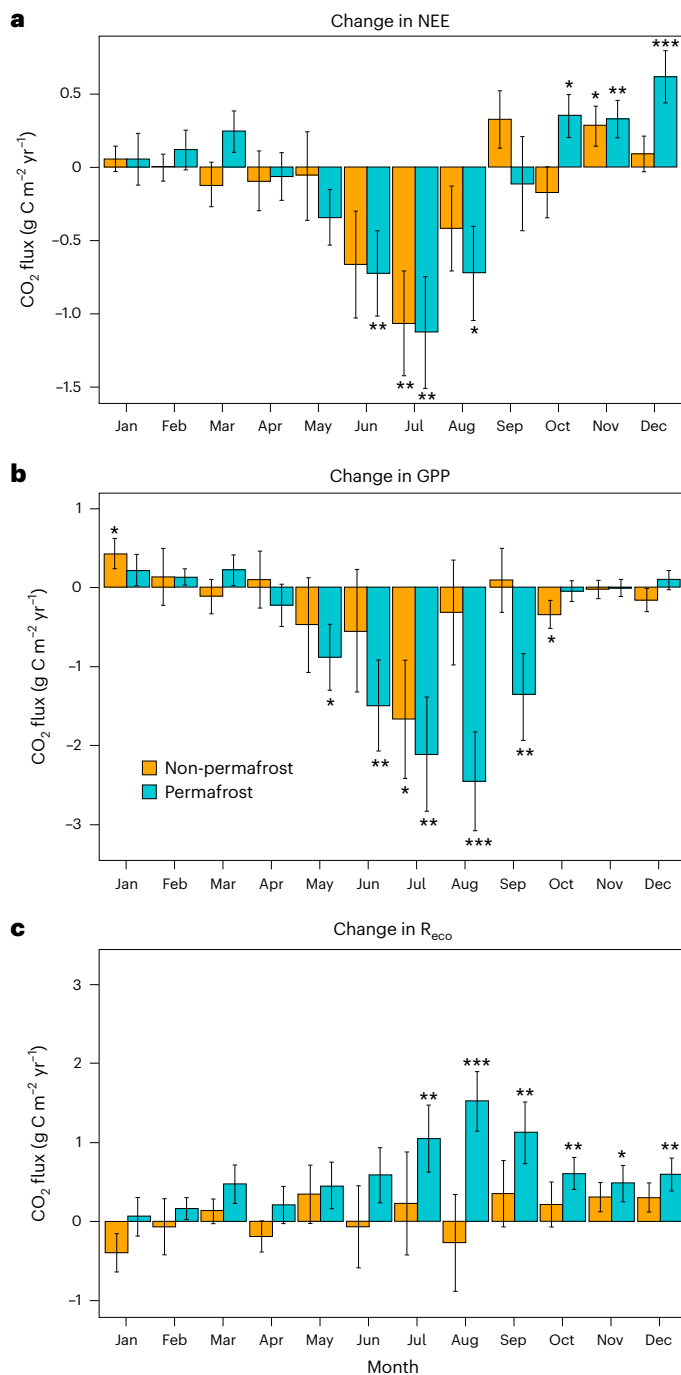 a
Change in NEE
CO₂ flux (g C m⁻² yr⁻¹)
0.5
0
–0.5
–1.0
–1.5
*
*
**
***
**
**
**
*
Jan Feb Mar Apr May Jun Jul Aug Sep Oct Nov Dec
b
Change in GPP
CO₂ flux (g C m⁻² yr⁻¹)
1
0
–1
–2
–3
*
*
**
*
**
***
**
*
Non-permafrost
Permafrost
Jan Feb Mar Apr May Jun Jul Aug Sep Oct Nov Dec
c
Change in R_eco
CO₂ flux (g C m⁻² yr⁻¹)
3
2
1
0
–1
**
***
**
**
*
**
Jan Feb Mar Apr May Jun Jul Aug Sep Oct Nov Dec
Month